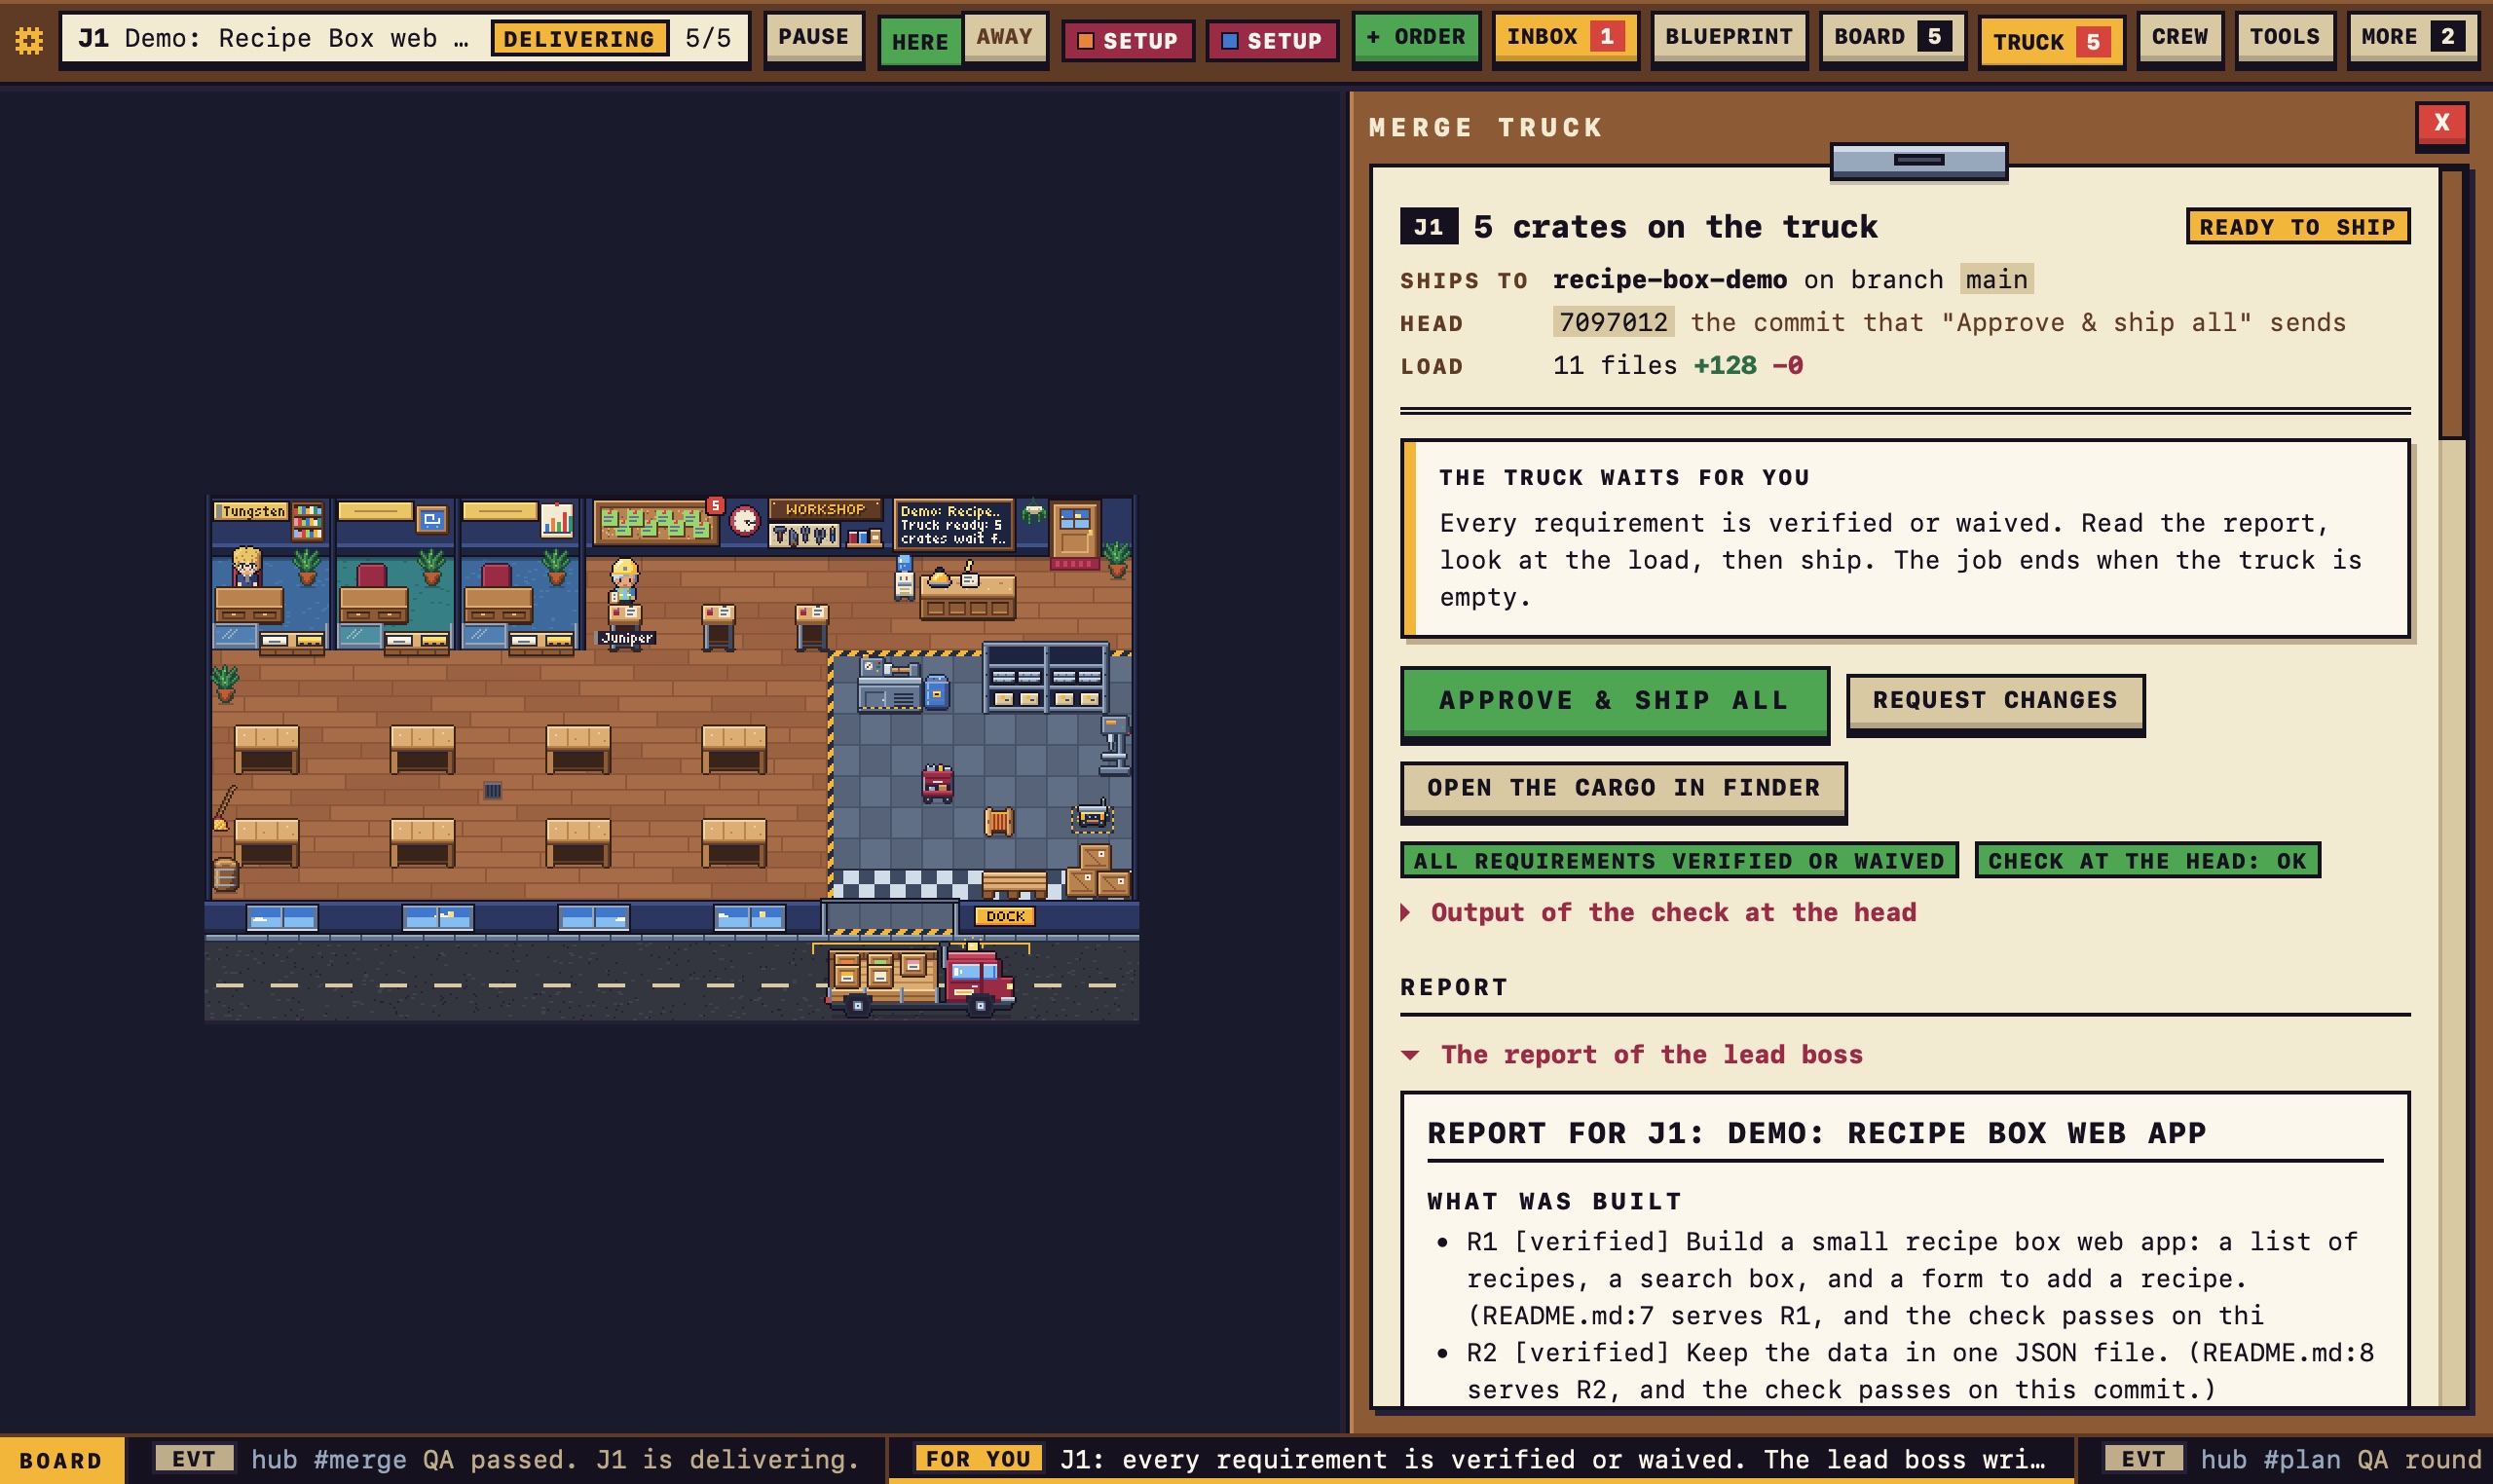 J1 Demo: Recipe Box web … DELIVERING 5/5 PAUSE HERE AWAY SETUP SETUP + ORDER INBOX 1 BLUEPRINT BOARD 5 TRUCK 5 CREW TOOLS MORE 2
MERGE TRUCK X
J1 5 crates on the truck READY TO SHIP
SHIPS TO recipe-box-demo on branch main
HEAD 7097012 the commit that "Approve & ship all" sends
LOAD 11 files +128 −0
THE TRUCK WAITS FOR YOU
Every requirement is verified or waived. Read the report,
look at the load, then ship. The job ends when the truck is
empty.
APPROVE & SHIP ALL REQUEST CHANGES
OPEN THE CARGO IN FINDER
ALL REQUIREMENTS VERIFIED OR WAIVED CHECK AT THE HEAD: OK
Output of the check at the head
REPORT
The report of the lead boss
REPORT FOR J1: DEMO: RECIPE BOX WEB APP
WHAT WAS BUILT
• R1 [verified] Build a small recipe box web app: a list of
recipes, a search box, and a form to add a recipe.
(README.md:7 serves R1, and the check passes on thi
• R2 [verified] Keep the data in one JSON file. (README.md:8
serves R2, and the check passes on this commit.)
Tungsten
5
WORKSHOP
Demo: Recipe..
Truck ready: 5
crates wait f..
Juniper
DOCK
BOARD EVT hub #merge QA passed. J1 is delivering. FOR YOU J1: every requirement is verified or waived. The lead boss wri… EVT hub #plan QA round